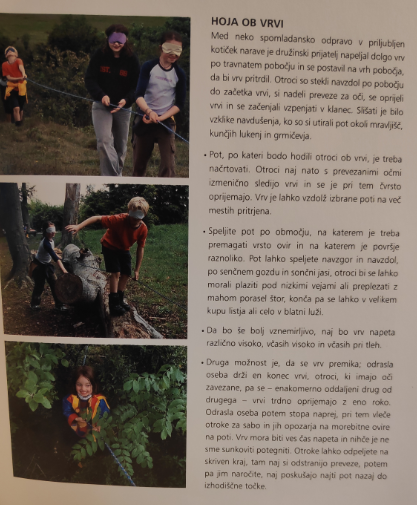 HOJA OB VRVI
Med neko spomladansko odpravo v priljubljen
kotiček narave je družinski prijatelj napeljal dolgo vrv
po travnatem pobočju in se postavil na vrh pobočja,
da bi vrv pritrdil. Otroci so stekli navzdol po pobočju
do začetka vrvi, si nadeli preveze za oči, se oprijeli
vrvi in se začenjali vzpenjati v klanec. Slišati je bilo
vzklike navdušenja, ko so si utirali pot okoli mravljišč,
kunčjih lukenj in grmičevja.
• Pot, po kateri bodo hodili otroci ob vrvi, je treba
načrtovati. Otroci naj nato s prevezanimi očmi
izmenično sledijo vrvi in se je pri tem čvrsto
oprijemajo. Vrv je lahko vzdolž izbrane poti na več
mestih pritrjena.
• Speljite pot po območju, na katerem je treba
premagati vrsto ovir in na katerem je površje
raznoliko. Pot lahko speljete navzgor in navzdol,
po senčnem gozdu in sončni jasi, otroci bi se lahko
morali plaziti pod nizkimi vejami ali preplezati z
mahom porasel štor, konča pa se lahko v velikem
kupu listja ali celo v blatni luži.
• Da bo še bolj vznemirljivo, naj bo vrv napeta
različno visoko, včasih visoko in včasih pri tleh.
• Druga možnost je, da se vrv premika; odrasla
oseba drži en konec vrvi, otroci, ki imajo oči
zavezane, pa se – enakomerno oddaljeni drug od
drugega – vrvi trdno oprijemajo z eno roko.
Odrasla oseba potem stopa naprej, pri tem vleče
otroke za sabo in jih opozarja na morebitne ovire
na poti. Vrv mora biti ves čas napeta in nihče je ne
sme sunkoviti potegniti. Otroke lahko odpeljete na
skriven kraj, tam naj si odstranijo preveze, potem
pa jim naročite, naj poskušajo najti pot nazaj do
izhodiščne točke.